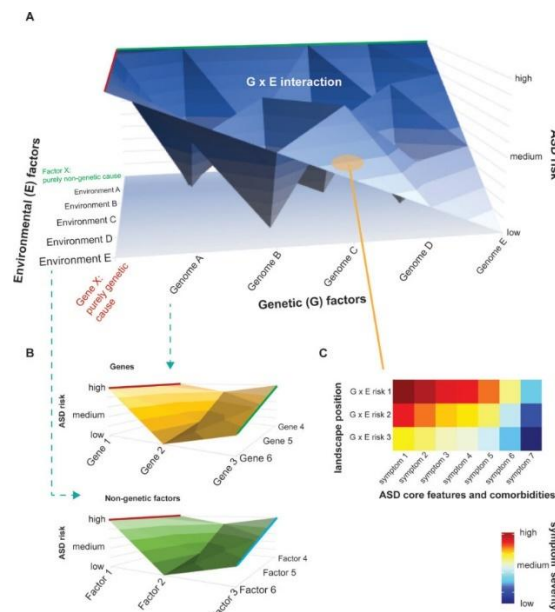 A
G x E interaction
high
medium
low
ASD risk
Environmental (E) factors
Factor X:
purely non-genetic cause
Environment A
Environment B
Environment C
Environment D
Environment E
Gene X:
purely genetic
cause
Genome A
Genome B
Genome C
Genome D
Genome E
Genetic (G) factors
B
Genes
ASD risk
high
medium
low
Gene 1
Gene 2
Gene 3
Gene 4
Gene 5
Gene 6
Non-genetic factors
ASD risk
high
medium
low
Factor 1
Factor 2
Factor 3
Factor 4
Factor 5
Factor 6
C
landscape position
G x E risk 1
G x E risk 2
G x E risk 3
symptom 1
symptom 2
symptom 3
symptom 4
symptom 5
symptom 6
symptom 7
ASD core features and comorbidities
high
medium
low
symptom